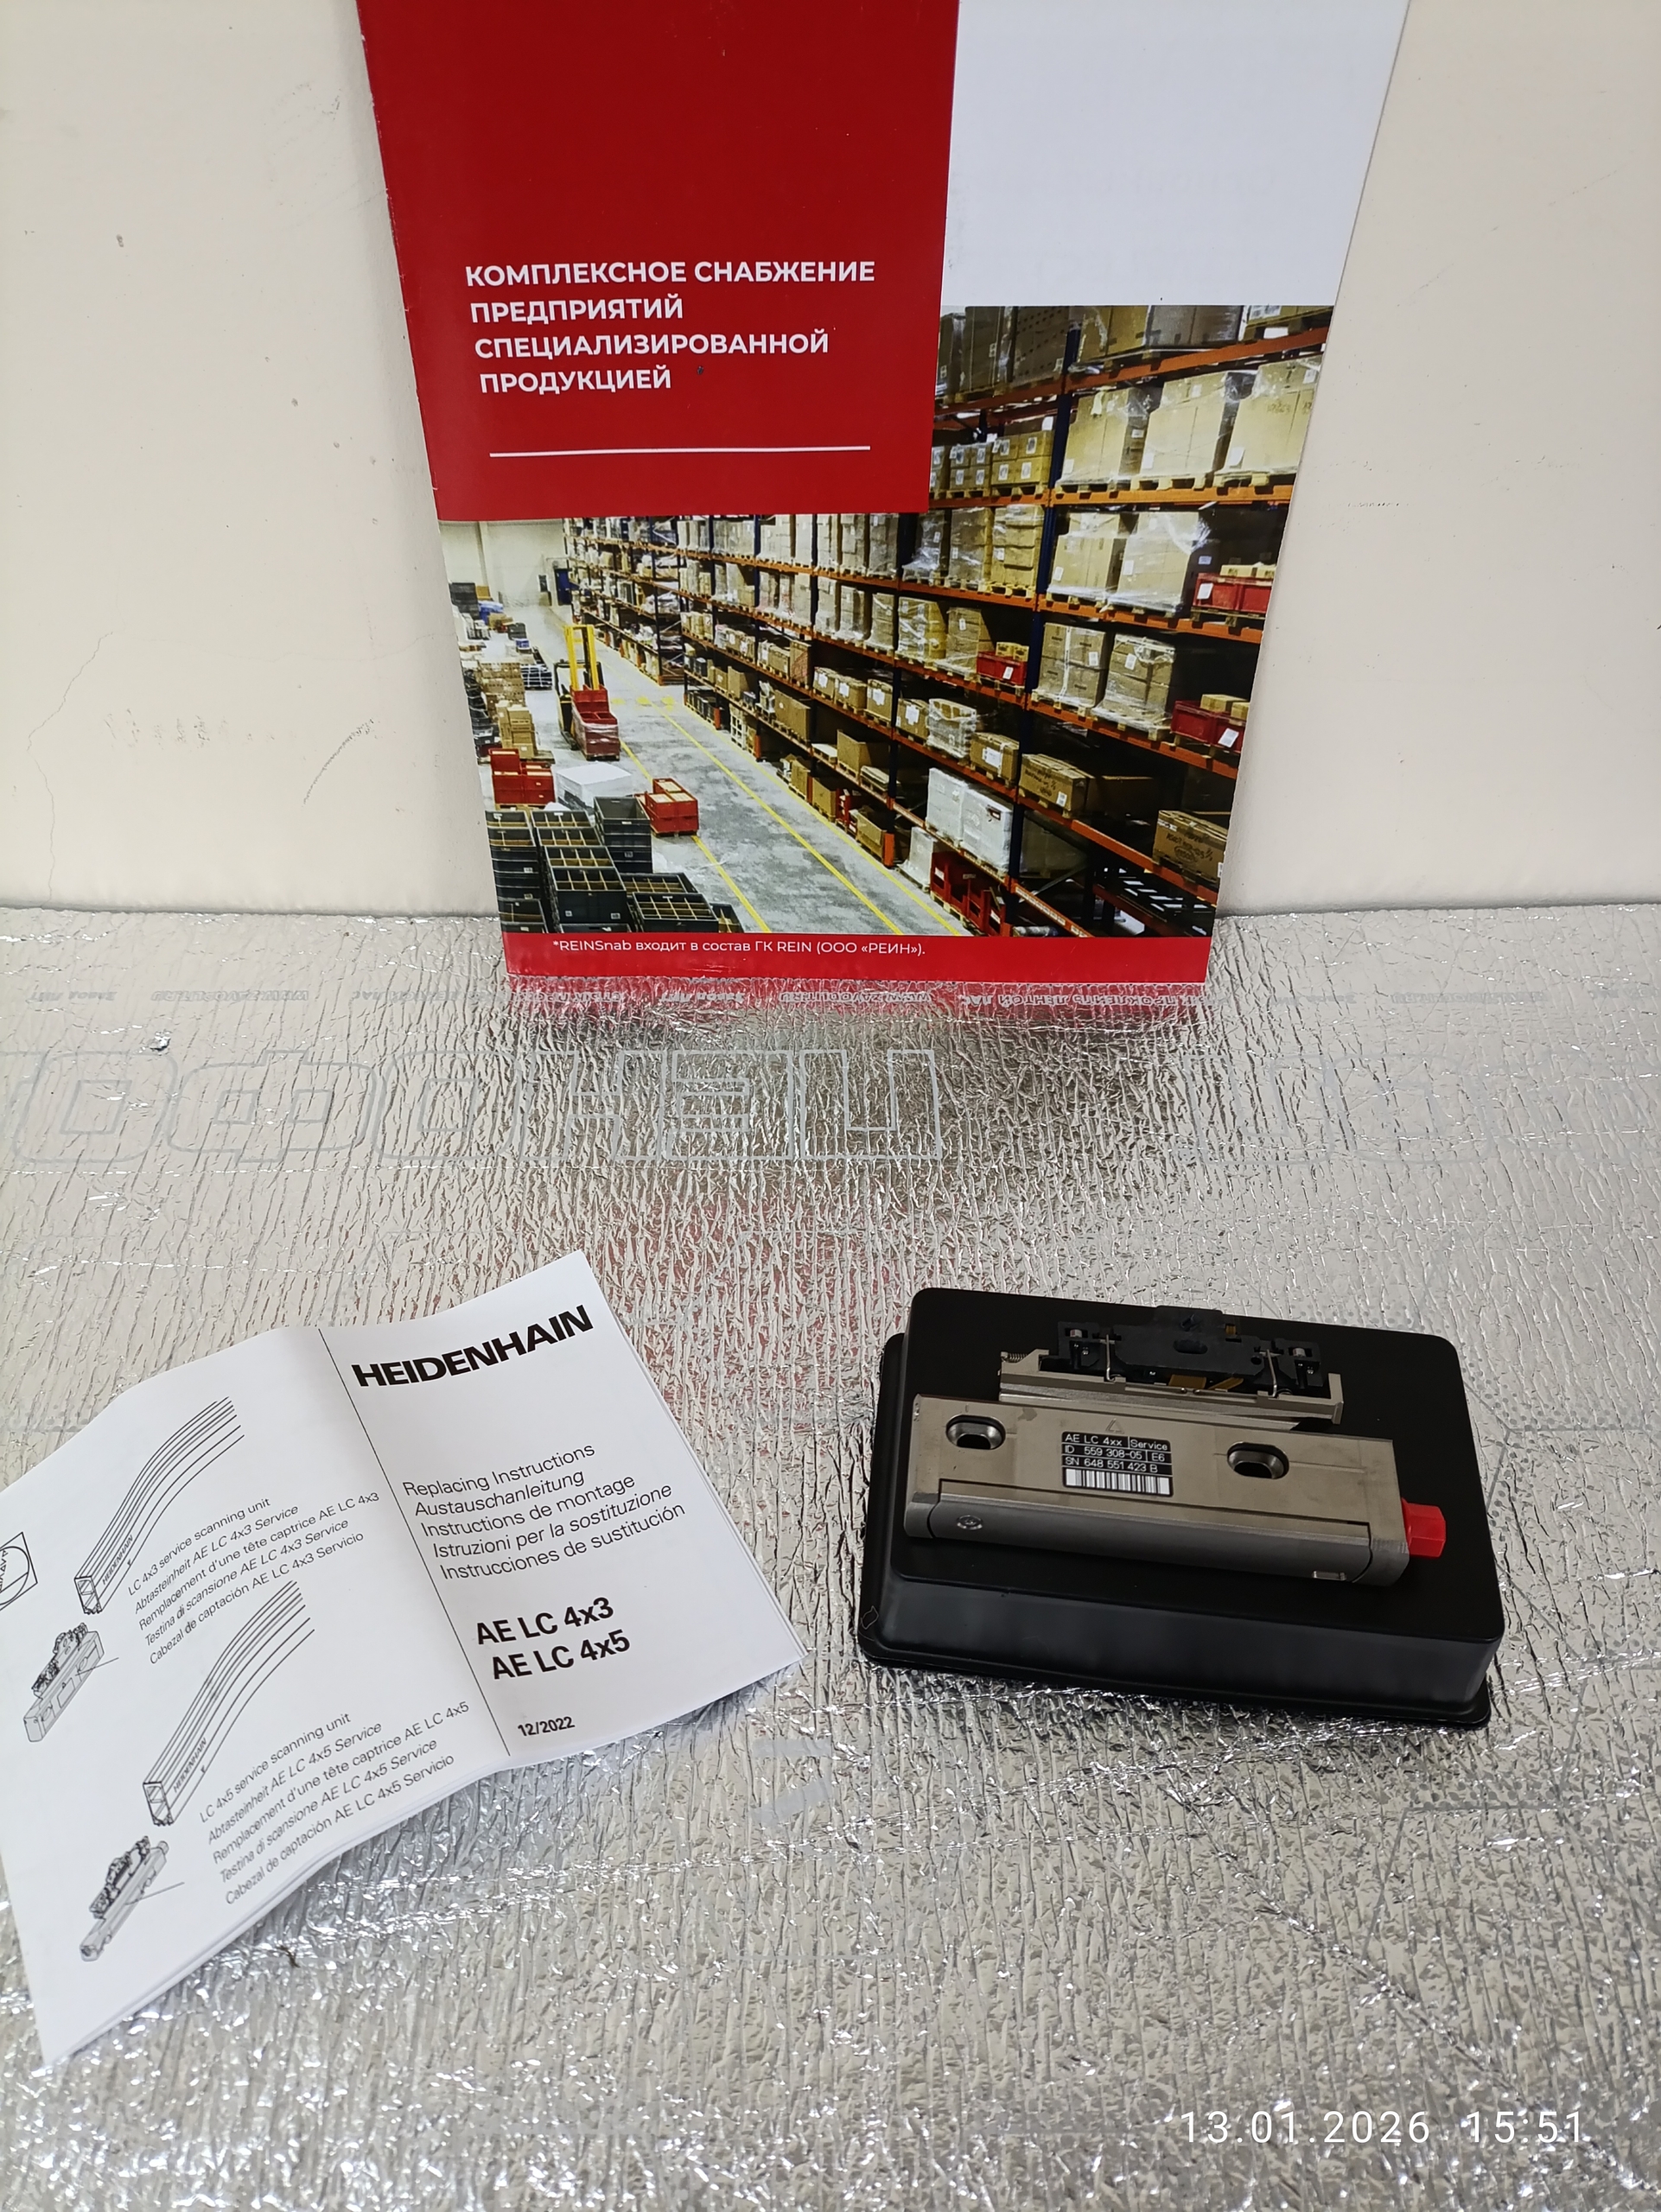 КОМПЛЕКСНОЕ СНАБЖЕНИЕ
ПРЕДПРИЯТИЙ
СПЕЦИАЛИЗИРОВАННОЙ
ПРОДУКЦИЕЙ
*REINSnab входит в состав ГК REIN (ООО «РЕИН»).
HEIDENHAIN
Replacing Instructions
Austauschanleitung
Instructions de montage
Istruzioni per la sostituzione
Instrucciones de sustitución
AE LC 4x3
AE LC 4x5
12/2022
HEIDENHAIN
LC 4x3 service scanning unit
Abtasteinheit AE LC 4x3 Service
Remplacement d'une tête captrice AE LC 4x3
Testina di scansione AE LC 4x3 Service
Cabezal de captación AE LC 4x3 Servicio
HEIDENHAIN
LC 4x5 service scanning unit
Abtasteinheit AE LC 4x5 Service
Remplacement d'une tête captrice AE LC 4x5
Testina di scansione AE LC 4x5 Service
Cabezal de captación AE LC 4x5 Servicio
AE LC 4xx Service
ID 559 308-05 E6
SN 648 551 423 B
13.01.2026 15:51